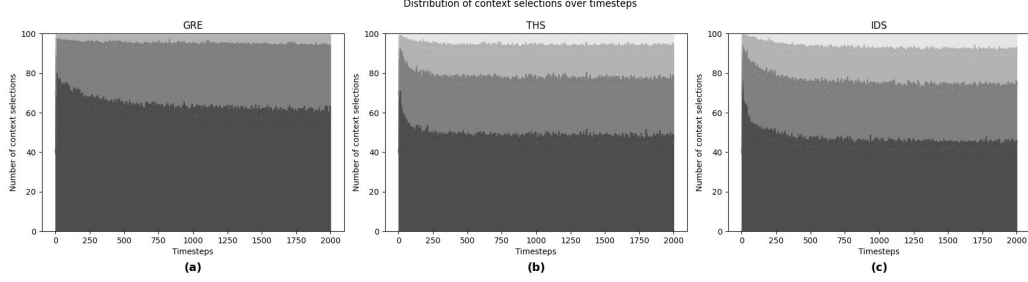 Distribution of context selections over timesteps
GRE
THS
IDS
Number of context selections
100
80
60
40
20
0
0 250 500 750 1000 1250 1500 1750 2000
Timesteps
(a)
Number of context selections
100
80
60
40
20
0
0 250 500 750 1000 1250 1500 1750 2000
Timesteps
(b)
Number of context selections
100
80
60
40
20
0
0 250 500 750 1000 1250 1500 1750 2000
Timesteps
(c)